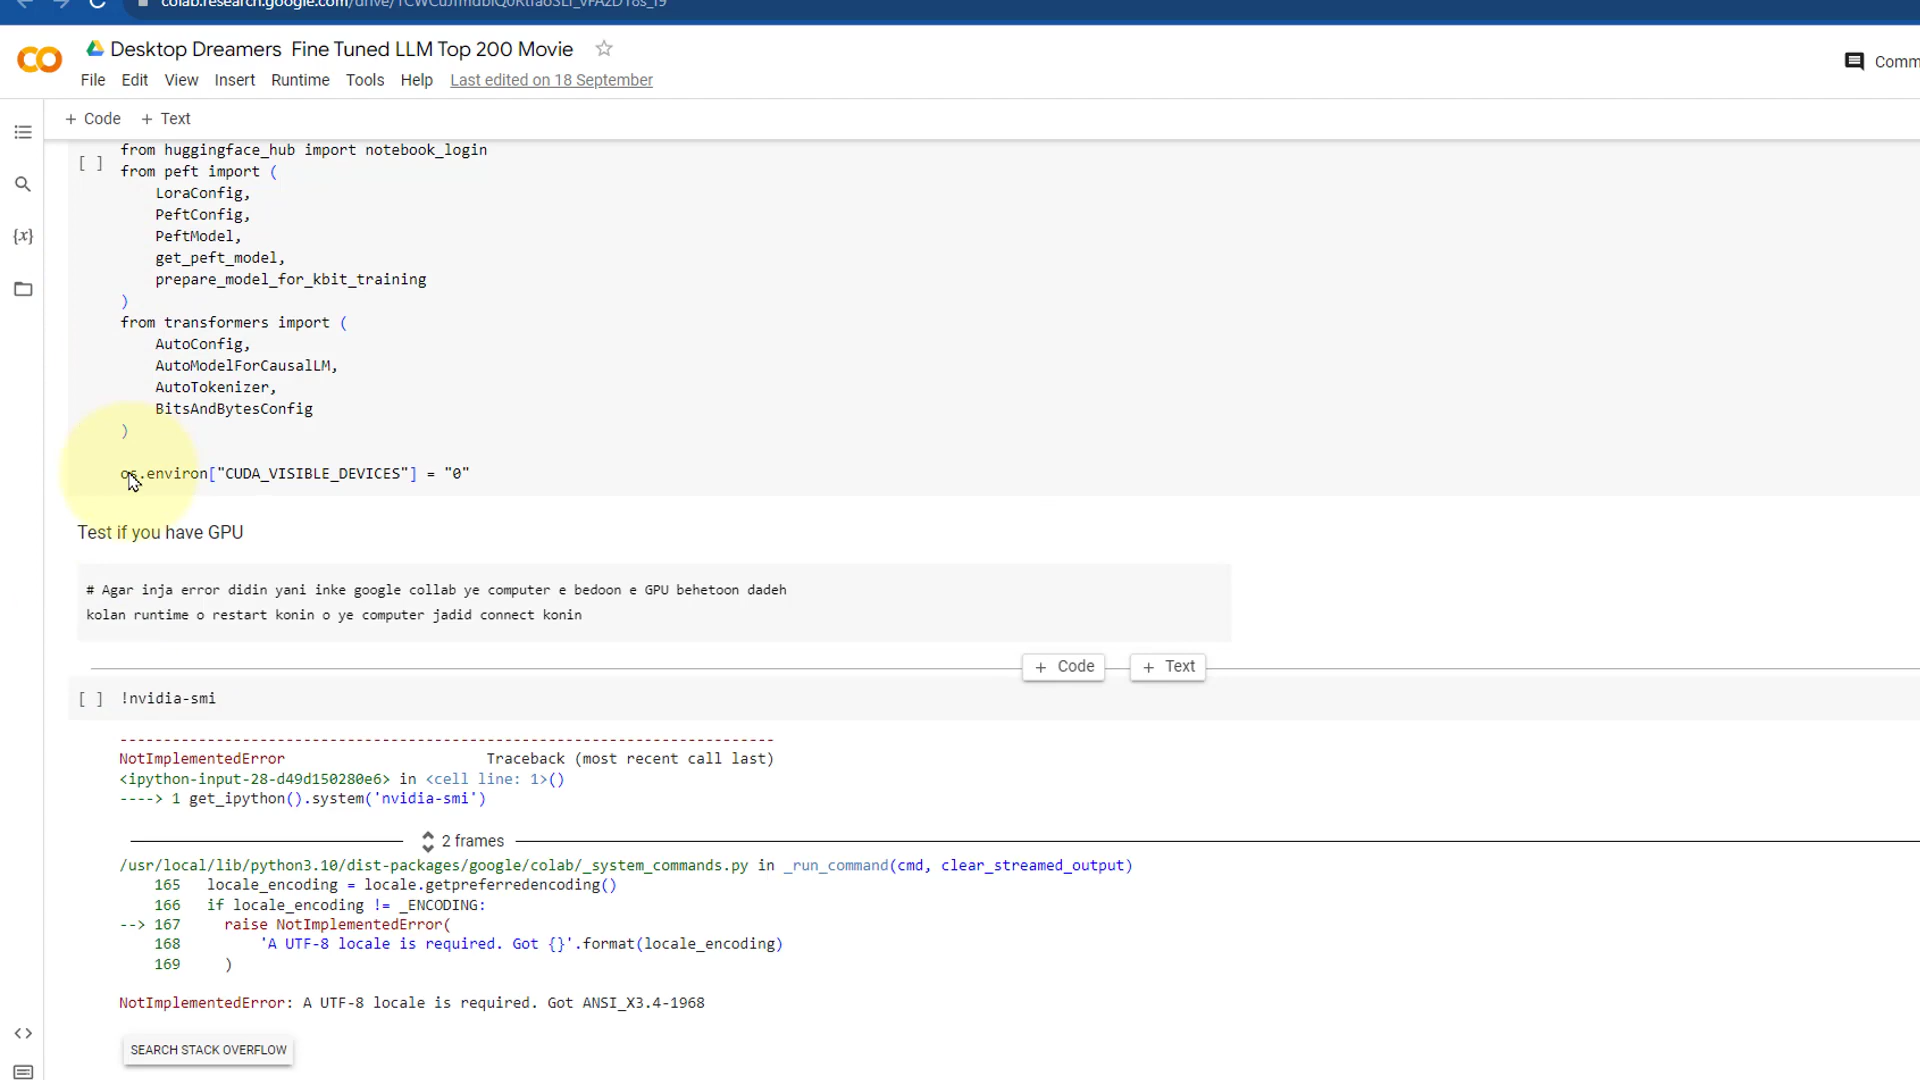 Desktop Dreamers Fine Tuned LLM Top 200 Movie
Comm
File Edit View Insert Runtime Tools Help Last edited on 18 September
+ Code + Text
[ ] from huggingface_hub import notebook_login
from peft import (
LoraConfig,
PeftConfig,
PeftModel,
get_peft_model,
prepare_model_for_kbit_training
)
from transformers import (
AutoConfig,
AutoModelForCausalLM,
AutoTokenizer,
BitsAndBytesConfig
)
os.environ["CUDA_VISIBLE_DEVICES"] = "0"
Test if you have GPU
# Agar inja error didin yani inke google collab ye computer e bedoon e GPU behetoon dadeh
kolan runtime o restart konin o ye computer jadid connect konin
+ Code + Text
[ ] !nvidia-smi
---------------------------------------------------------------------------
NotImplementedError Traceback (most recent call last)
<ipython-input-28-d49d150280e6> in <cell line: 1>()
----> 1 get_ipython().system('nvidia-smi')
2 frames
/usr/local/lib/python3.10/dist-packages/google/colab/_system_commands.py in _run_command(cmd, clear_streamed_output)
165 locale_encoding = locale.getpreferredencoding()
166 if locale_encoding != _ENCODING:
--> 167 raise NotImplementedError(
168 'A UTF-8 locale is required. Got {}'.format(locale_encoding)
169 )
NotImplementedError: A UTF-8 locale is required. Got ANSI_X3.4-1968
SEARCH STACK OVERFLOW